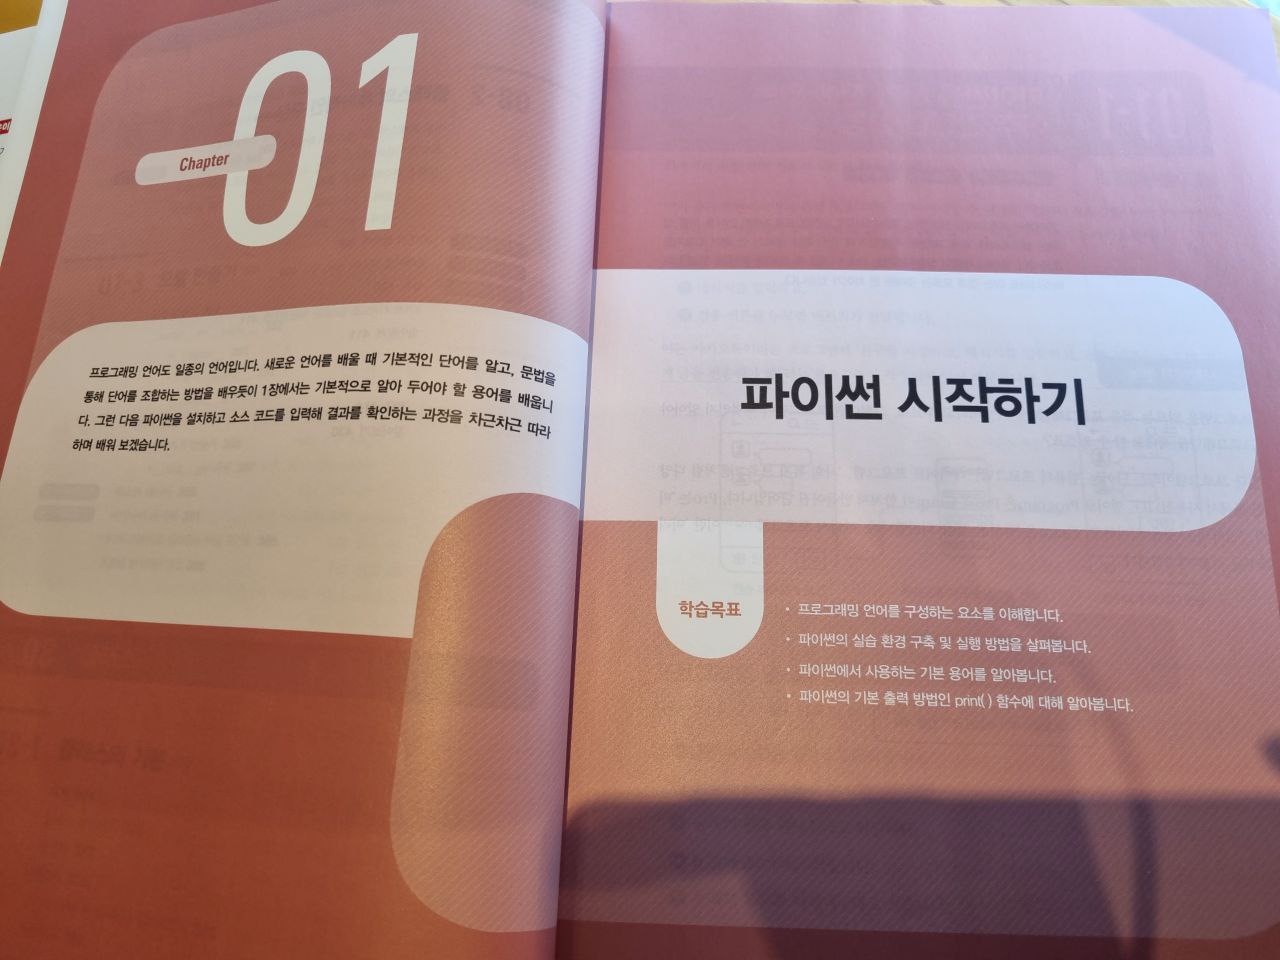 01
Chapter
프로그래밍 언어도 일종의 언어입니다. 새로운 언어를 배울 때 기본적인 단어를 알고, 문법을
통해 단어를 조합하는 방법을 배우듯이 1장에서는 기본적으로 알아 두어야 할 용어를 배웁니
다. 그런 다음 파이썬을 설치하고 소스 코드를 입력해 결과를 확인하는 과정을 차근차근 따라
하며 배워 보겠습니다.
파이썬 시작하기
학습목표
• 프로그래밍 언어를 구성하는 요소를 이해합니다.
• 파이썬의 실습 환경 구축 및 실행 방법을 살펴봅니다.
• 파이썬에서 사용하는 기본 용어를 알아봅니다.
• 파이썬의 기본 출력 방법인 print( ) 함수에 대해 알아봅니다.